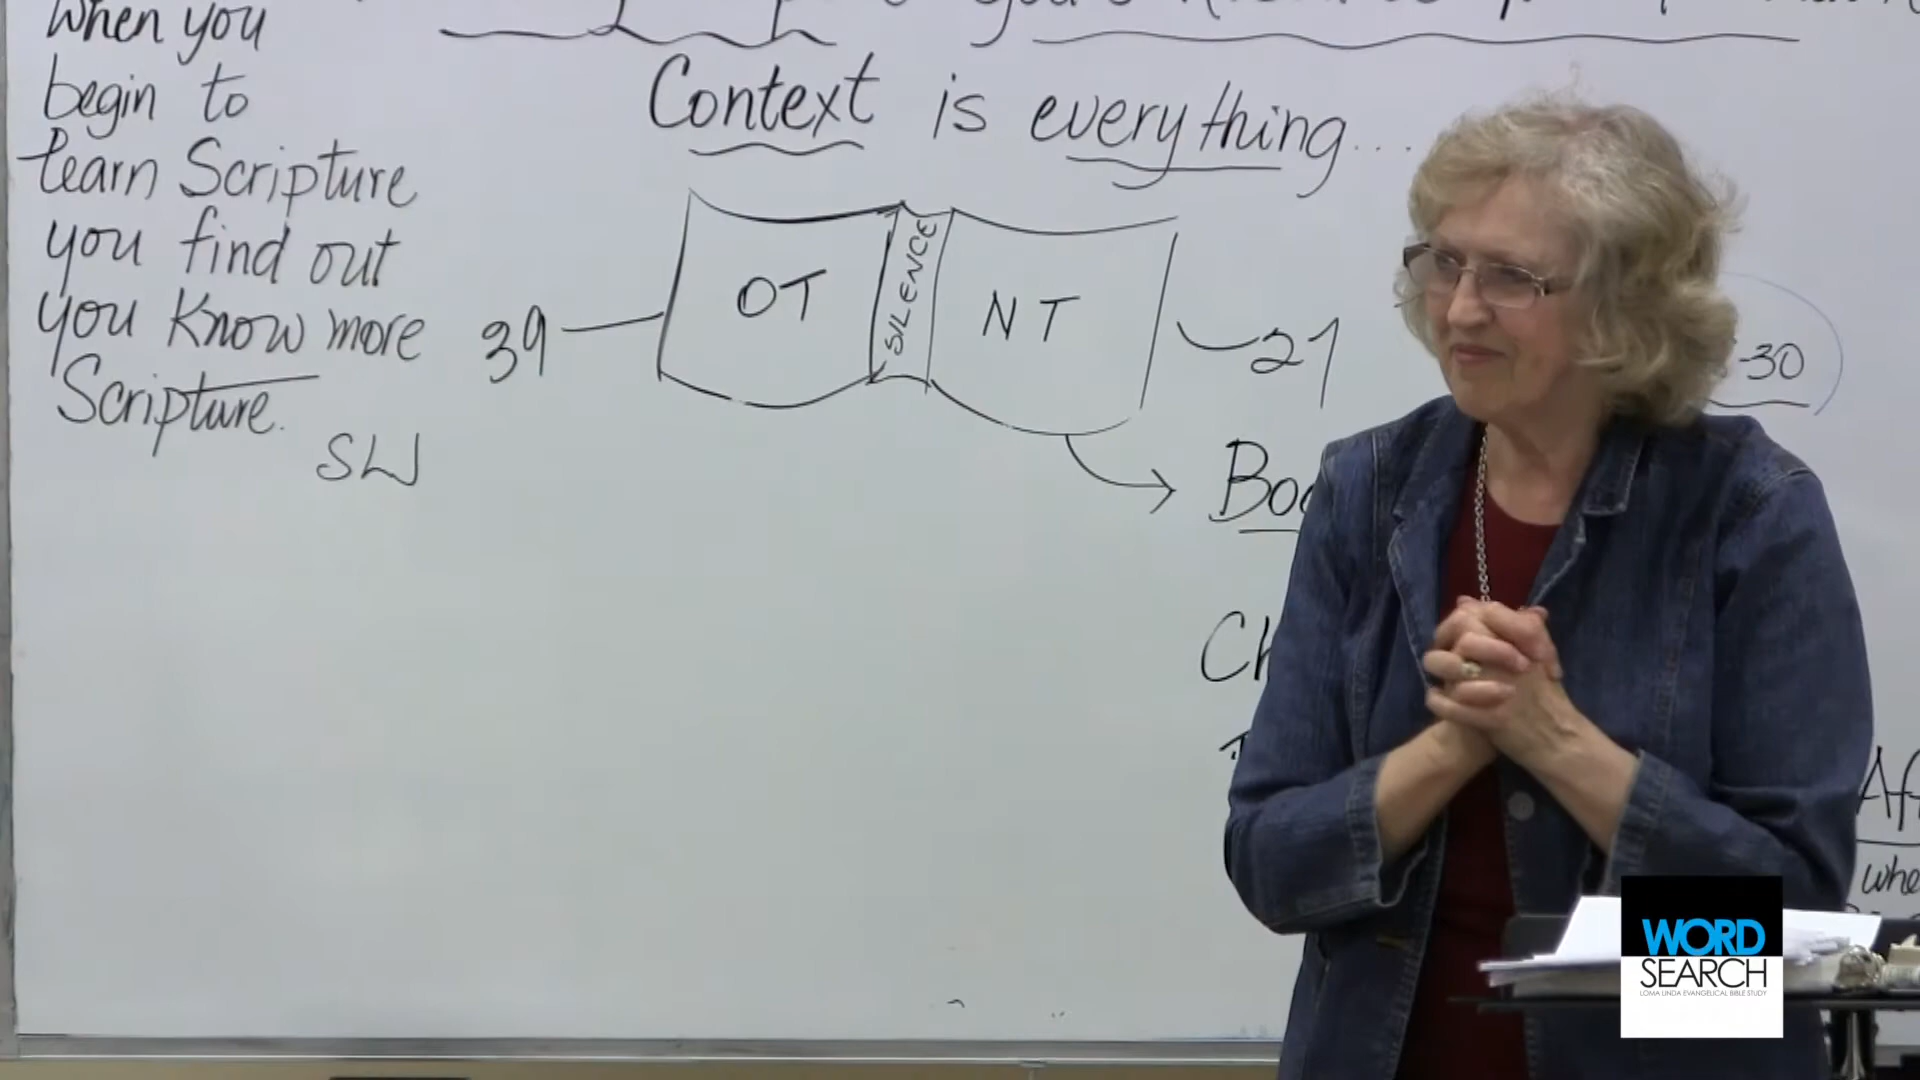 When you
begin to
learn Scripture
you find out
you know more
Scripture.
SLJ
Context is everything...
OT
SILENCE
NT
39
27
-30
WORD
SEARCH
LOMA LINDA EVANGELICAL BIBLE STUDY